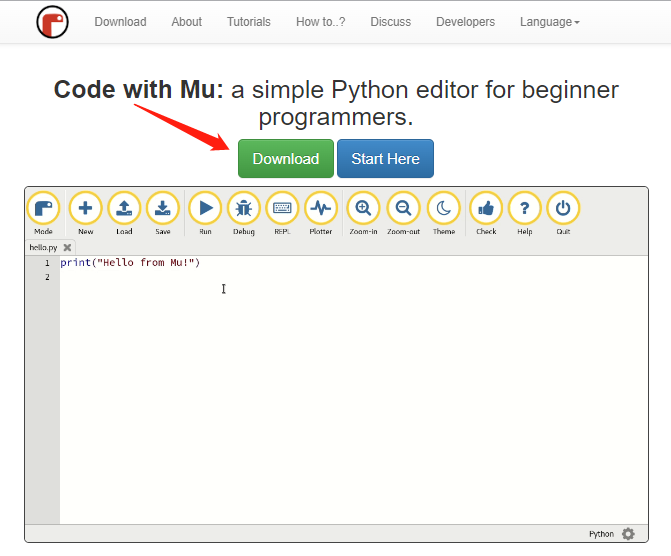 Download About Tutorials How to..? Discuss Developers Language
Code with Mu: a simple Python editor for beginner
programmers.
Download Start Here
Mode New Load Save Run Debug REPL Plotter Zoom-in Zoom-out Theme Check Help Quit
hello.py
1 print("Hello from Mu!")
2
Python